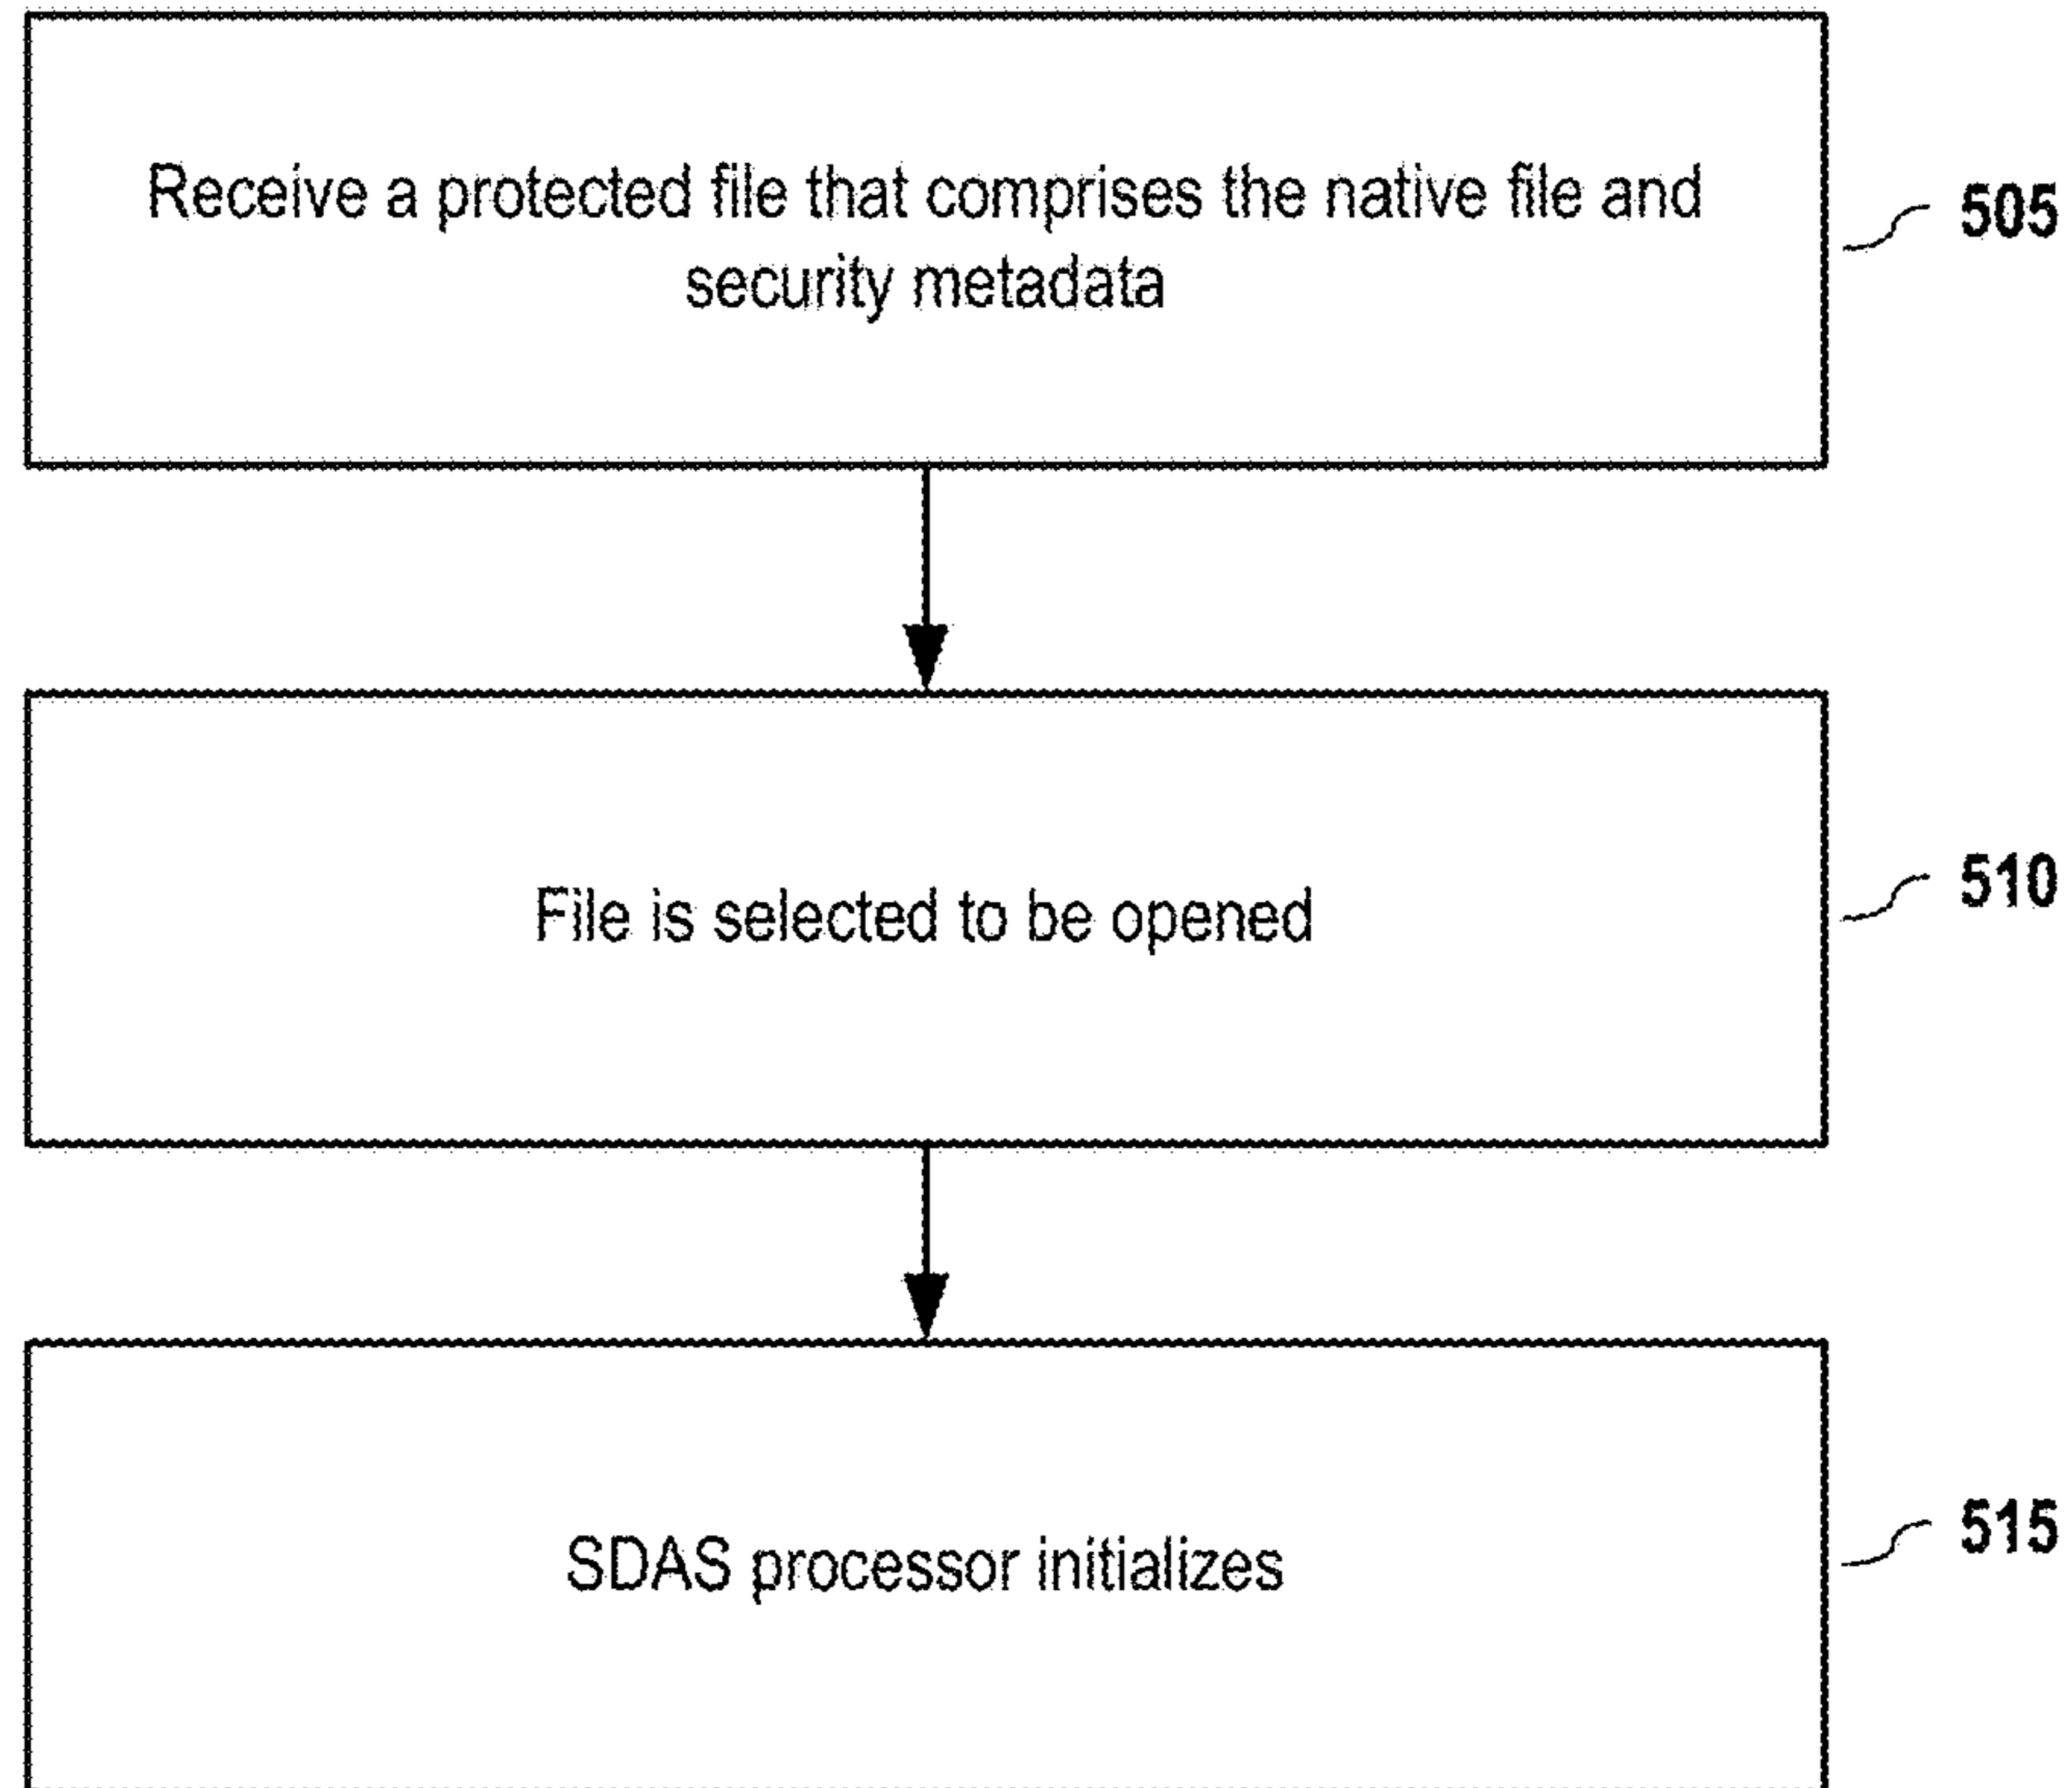 Receive a protected file that comprises the native file and
security metadata
505
File is selected to be opened
510
SDAS processor initializes
515